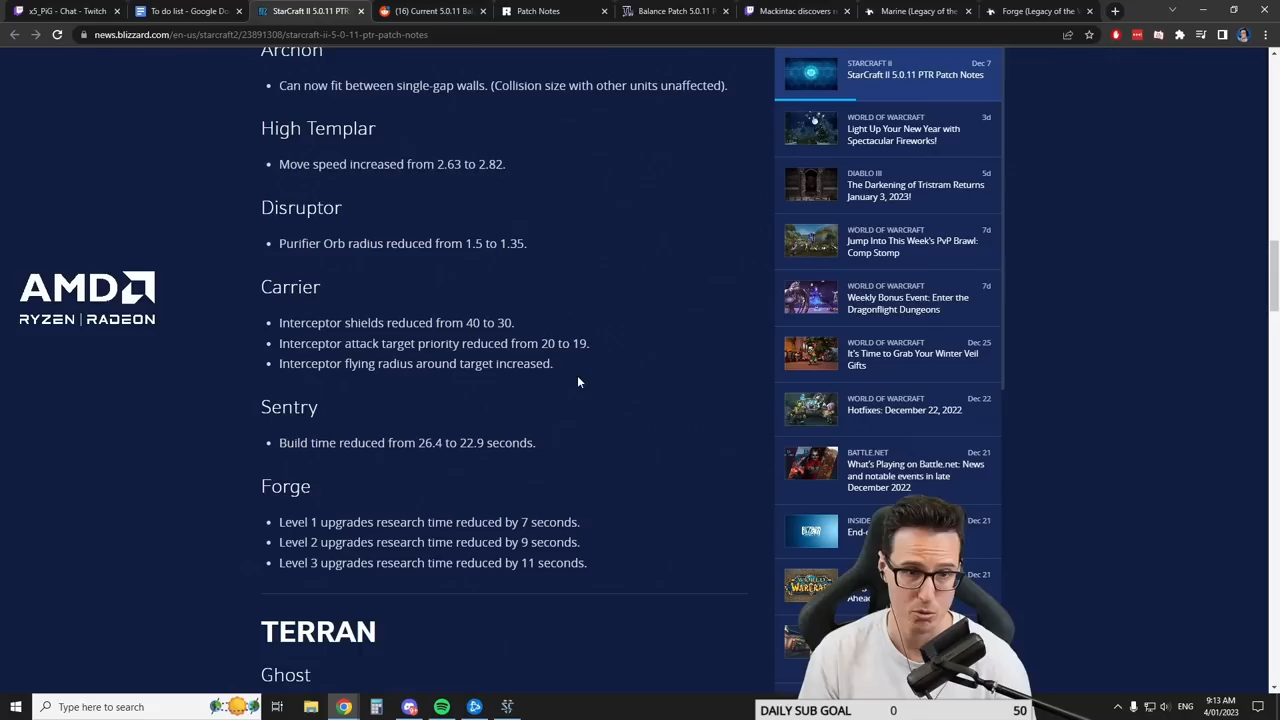 x5_PiG - Chat - Twitch
To do list - Google Do
StarCraft II 5.0.11 PTR
(16) Current 5.0.11 Bal
Patch Notes
Balance Patch 5.0.11 P
Maxintac discovers
Forge (Legacy of the
news.blizzard.com/en-us/starcraft2/23891308/starcraft-ii-5-0-11-ptr-patch-notes
Archon
• Can now fit between single-gap walls. (Collision size with other units unaffected).
High Templar
• Move speed increased from 2.63 to 2.82.
Disruptor
• Purifier Orb radius reduced from 1.5 to 1.35.
Carrier
• Interceptor shields reduced from 40 to 30.
• Interceptor attack target priority reduced from 20 to 19.
• Interceptor flying radius around target increased.
Sentry
• Build time reduced from 26.4 to 22.9 seconds.
Forge
• Level 1 upgrades research time reduced by 7 seconds.
• Level 2 upgrades research time reduced by 9 seconds.
• Level 3 upgrades research time reduced by 11 seconds.
TERRAN
Ghost
AMD
RYZEN | RADEON
STARCRAFT II Dec 7
StarCraft II 5.0.11 PTR Patch Notes
WORLD OF WARCRAFT 3d
Light Up Your New Year with
Spectacular Fireworks!
DIABLO III 5d
The Darkening of Tristram Returns
January 3, 2023!
WORLD OF WARCRAFT 7d
Jump Into This Week's PvP Brawl:
Comp Stomp
WORLD OF WARCRAFT 7d
Weekly Bonus Event: Enter the
Dragonflight Dungeons
WORLD OF WARCRAFT Dec 25
It's Time to Grab Your Winter Veil
Gifts
WORLD OF WARCRAFT Dec 22
Hotfixes: December 22, 2022
BATTLE.NET Dec 21
What's Playing on Battle.net: News
and notable events in late
December 2022
BLIZZARD
INSIDE Dec 21
WORLD WARCRAFT
Dec 21
Ahea
Type here to search
DAILY SUB GOAL 0 50
ENG
9:13 AM
4/01/2023